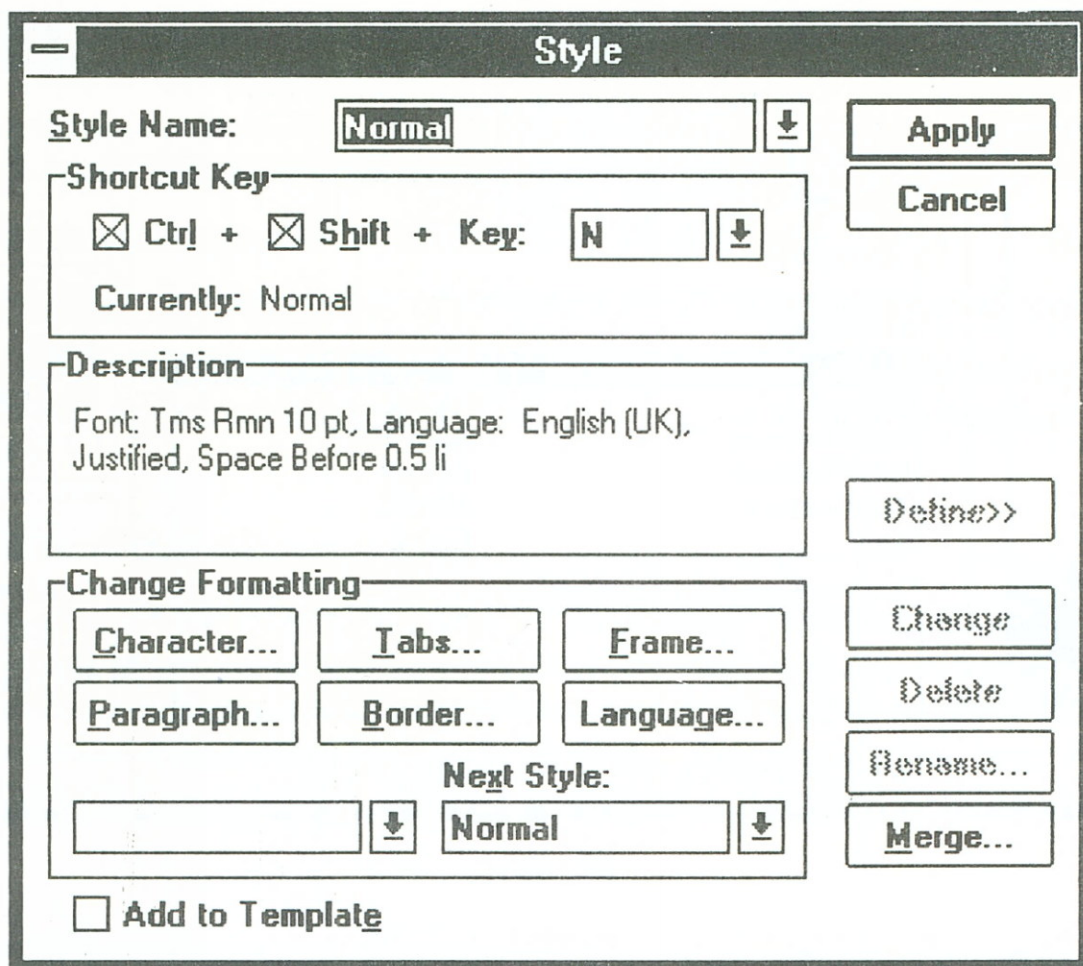 Style
Style Name: Normal
Apply
Cancel
Shortcut Key
Ctrl + Shift + Key: N
Currently: Normal
Description
Font: Tms Rmn 10 pt, Language: English (UK),
Justified, Space Before 0.5 li
Define>>
Change Formatting
Character... Tabs... Frame...
Paragraph... Border... Language...
Next Style:
Normal
Change
Delete
Rename...
Merge...
Add to Template